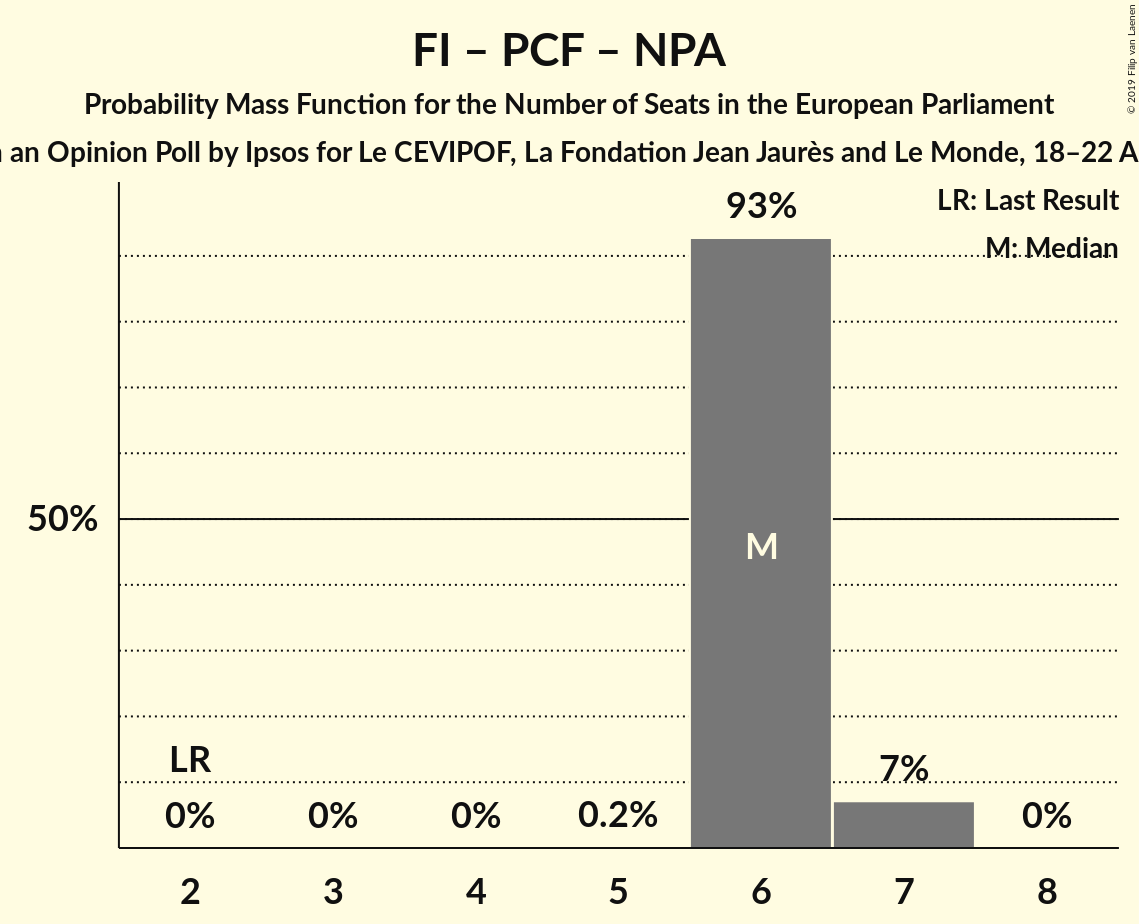 FI – PCF – NPA
Probability Mass Function for the Number of Seats in the European Parliament
an Opinion Poll by Ipsos for Le CEVIPOF, La Fondation Jean Jaurès and Le Monde, 18–22 A
© 2019 Filip van Laenen
LR: Last Result
M: Median
93%
50%
M
LR
7%
0% 0% 0% 0.2% 0%
2 3 4 5 6 7 8